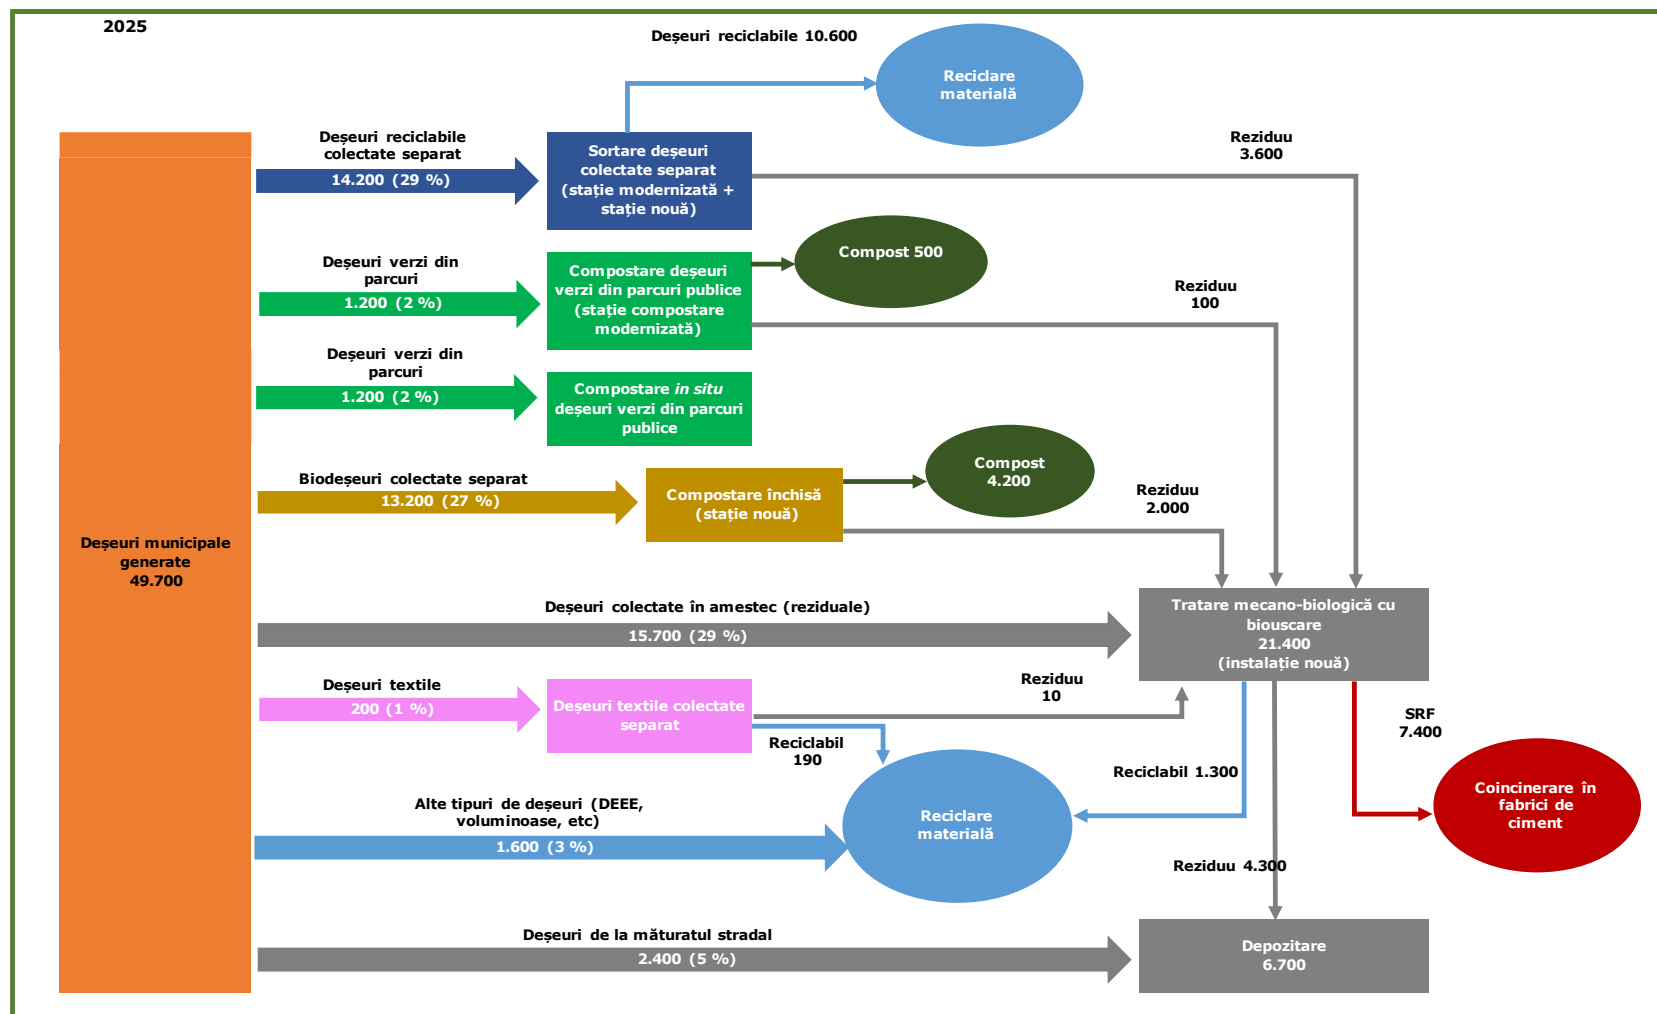 2025
Deșeuri reciclabile 10.600
Reciclare
materială
Deșeuri reciclabile
colectate separat
14.200 (29 %)
Sortare deșeuri
colectate separat
(stație modernizată +
stație nouă)
Reziduu
3.600
Deșeuri verzi din
parcuri
1.200 (2 %)
Compostare deșeuri
verzi din parcuri publice
(stație compostare
modernizată)
Compost 500
Reziduu
100
Deșeuri verzi din
parcuri
1.200 (2 %)
Compostare in situ
deșeuri verzi din parcuri
publice
Biodeșeuri colectate separat
13.200 (27 %)
Compostare închisă
(stație nouă)
Compost
4.200
Reziduu
2.000
Deșeuri municipale
generate
49.700
Deșeuri colectate în amestec (reziduale)
15.700 (29 %)
Tratare mecano-biologică cu
biouscare
21.400
(instalație nouă)
Deșeuri textile
200 (1 %)
Deșeuri textile colectate
separat
Reziduu
10
Reciclabil
190
Reciclabil 1.300
SRF
7.400
Coincinerare în
fabrici de
ciment
Alte tipuri de deșeuri (DEEE,
voluminoase, etc)
1.600 (3 %)
Reciclare
materială
Reziduu 4.300
Deșeuri de la măturatul stradal
2.400 (5 %)
Depozitare
6.700